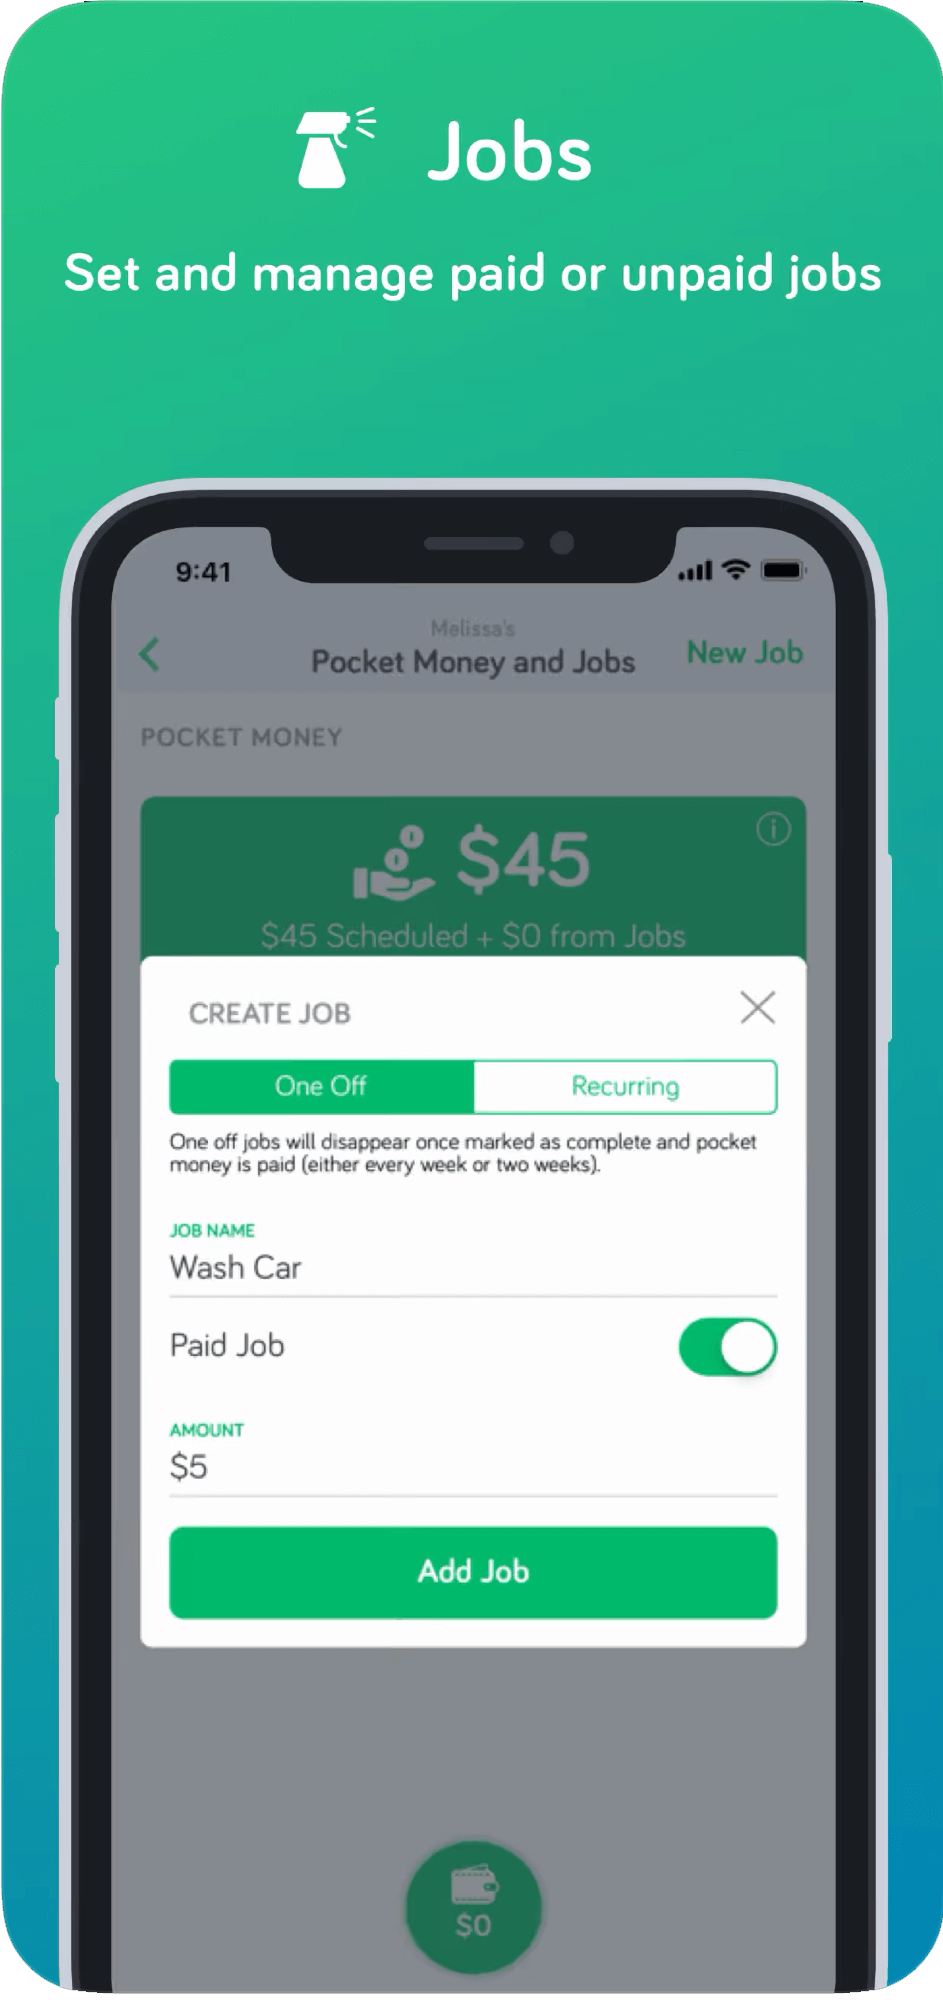 Jobs
Set and manage paid or unpaid jobs
9:41
Melissa's
Pocket Money and Jobs
New Job
POCKET MONEY
$45
$45 Scheduled + $0 from Jobs
CREATE JOB
One Off
Recurring
One off jobs will disappear once marked as complete and pocket
money is paid (either every week or two weeks).
JOB NAME
Wash Car
Paid Job
AMOUNT
$5
Add Job
$0